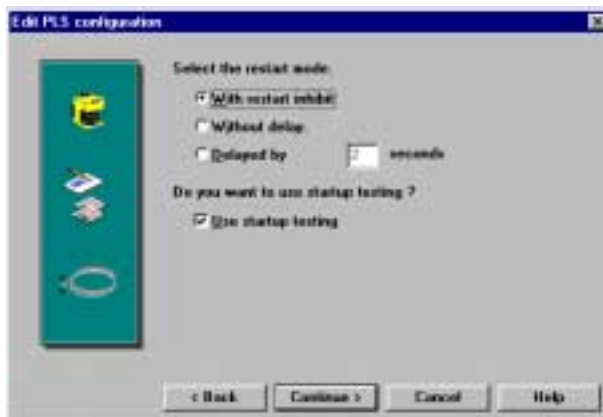 Edit PLS configuration
Select the restart mode.
With restart inhibit
Without delay
Delayed by 2 seconds
Do you want to use startup testing ?
Use startup testing
< Back Continue > Cancel Help